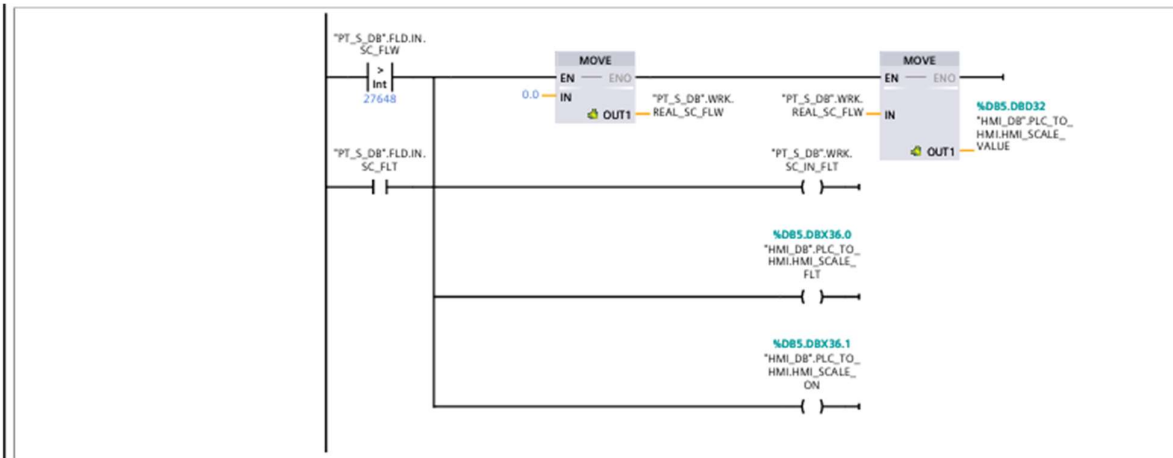 "PT_S_DB".FLD.IN.
SC_FLW
>
Int
27648
MOVE
EN
ENO
0.0
IN
OUT1
"PT_S_DB".WRK.
REAL_SC_FLW
MOVE
EN
ENO
"PT_S_DB".WRK.
REAL_SC_FLW
IN
OUT1
%DB5.DBD32
"HMI_DB".PLC_TO_
HMI.HMI_SCALE_
VALUE
"PT_S_DB".FLD.IN.
SC_FLT
"PT_S_DB".WRK.
SC_IN_FLT
%DB5.DBX36.0
"HMI_DB".PLC_TO_
HMI.HMI_SCALE_
FLT
%DB5.DBX36.1
"HMI_DB".PLC_TO_
HMI.HMI_SCALE_
ON